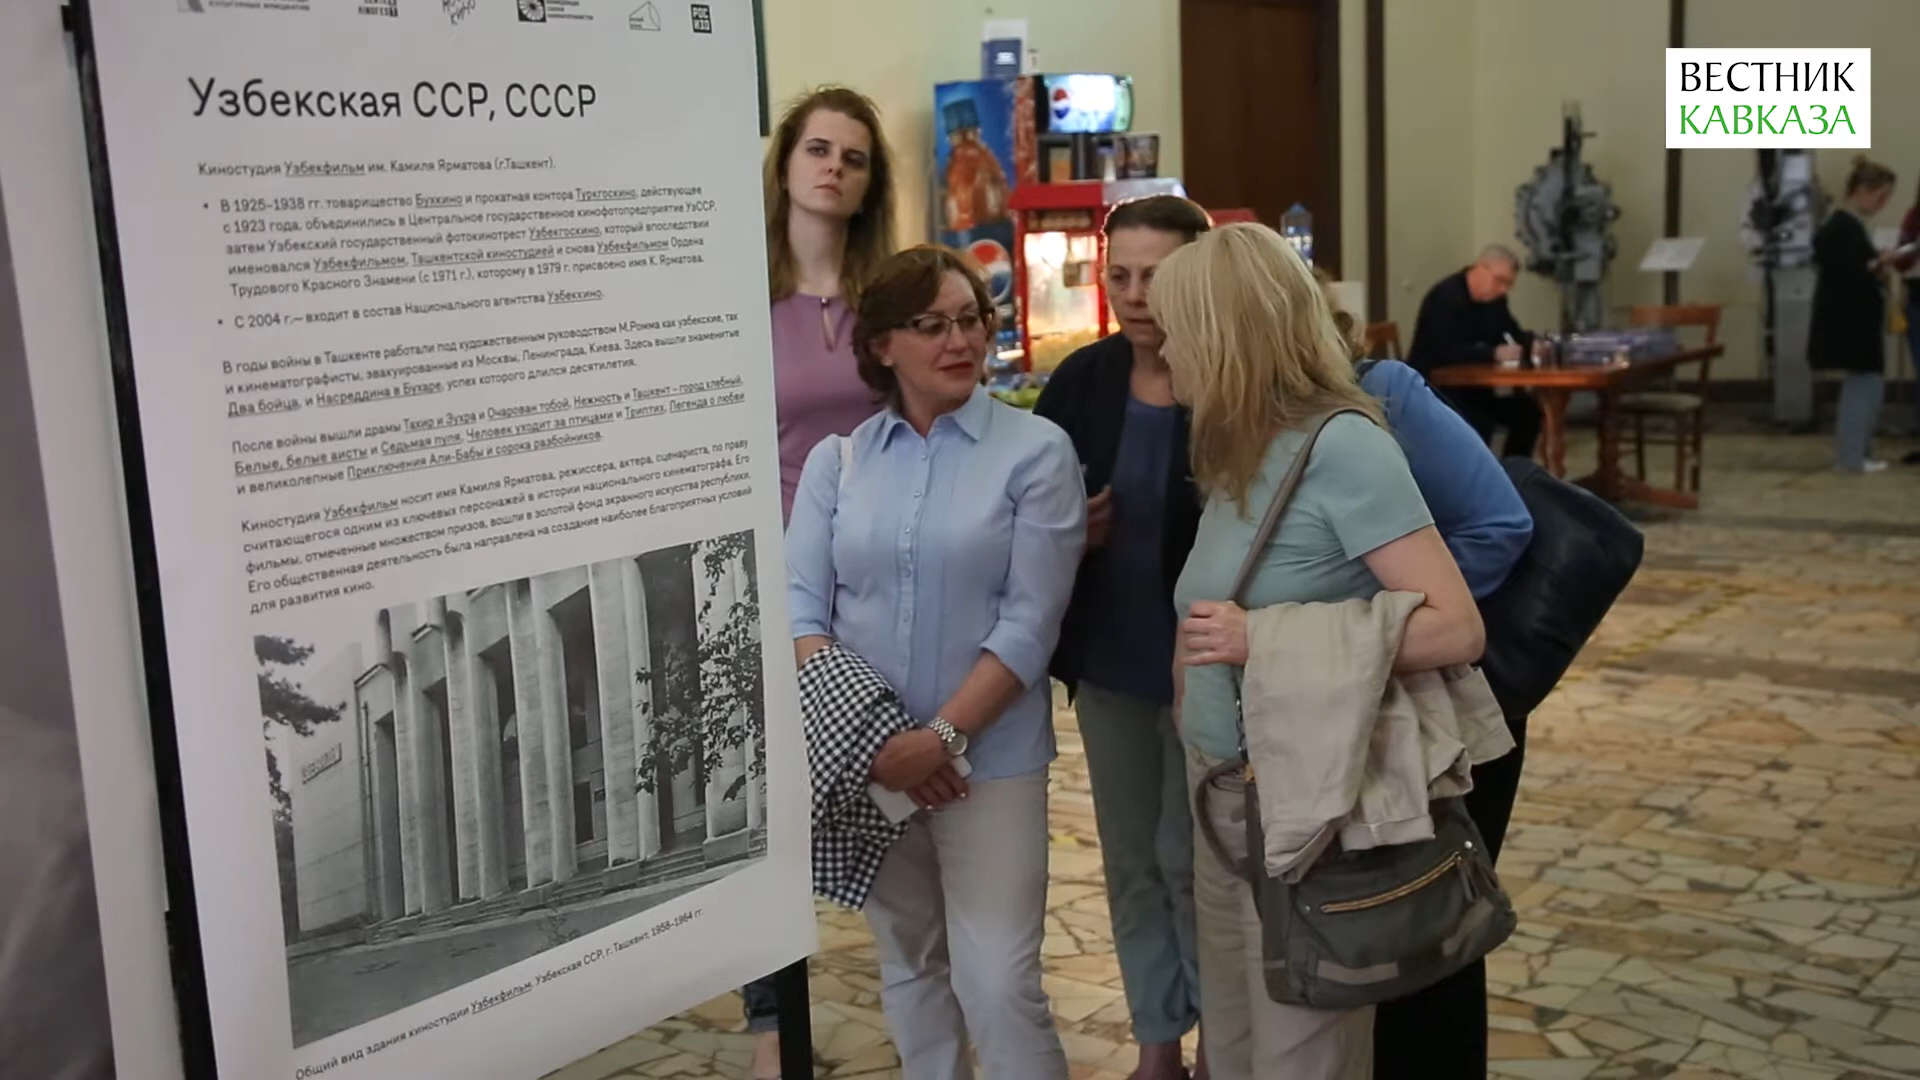 КУЛЬТУРНЫХ ИНИЦИАТИВ
РОС
ИЗО
ВЕСТНИК
КАВКАЗА
Узбекская ССР, СССР
Киностудия Узбекфильм им. Камиля Ярматова (г.Ташкент).
• В 1925–1938 гг. товарищество Бухкино и прокатная контора Туркгоскино, действующее
с 1923 года, объединились в Центральное государственное кинофотопредприятие УзССР,
затем Узбекский государственный фотокинотрест Узбекгоскино, который впоследствии
именовался Узбекфильмом, Ташкентской киностудией и снова Узбекфильмом Ордена
Трудового Красного Знамени (с 1971 г.), которому в 1979 г. присвоено имя К. Ярматова.
• С 2004 г.— входит в состав Национального агентства Узбеккино.
В годы войны в Ташкенте работали под художественным руководством М.Ромма как узбекские, так
и кинематографисты, эвакуированные из Москвы, Ленинграда, Киева. Здесь вышли знаменитые
Два бойца, и Насреддина в Бухаре, успех которого длился десятилетия.
После войны вышли драмы Тахир и Зухра и Очарован тобой, Нежность и Ташкент – город хлебный,
Белые, белые аисты и Седьмая пуля, Человек уходит за птицами и Триптих, Легенда о любви
и великолепные Приключения Али-Бабы и сорока разбойников.
Киностудия Узбекфильм носит имя Камиля Ярматова, режиссера, актера, сценариста, по праву
считающегося одним из ключевых персонажей в истории национального кинематографа. Его
фильмы, отмеченные множеством призов, вошли в золотой фонд экранного искусства республики.
Его общественная деятельность была направлена на создание наиболее благоприятных условий
для развития кино.
Общий вид здания киностудии Узбекфильм. Узбекская ССР, г. Ташкент, 1958–1964 гг.